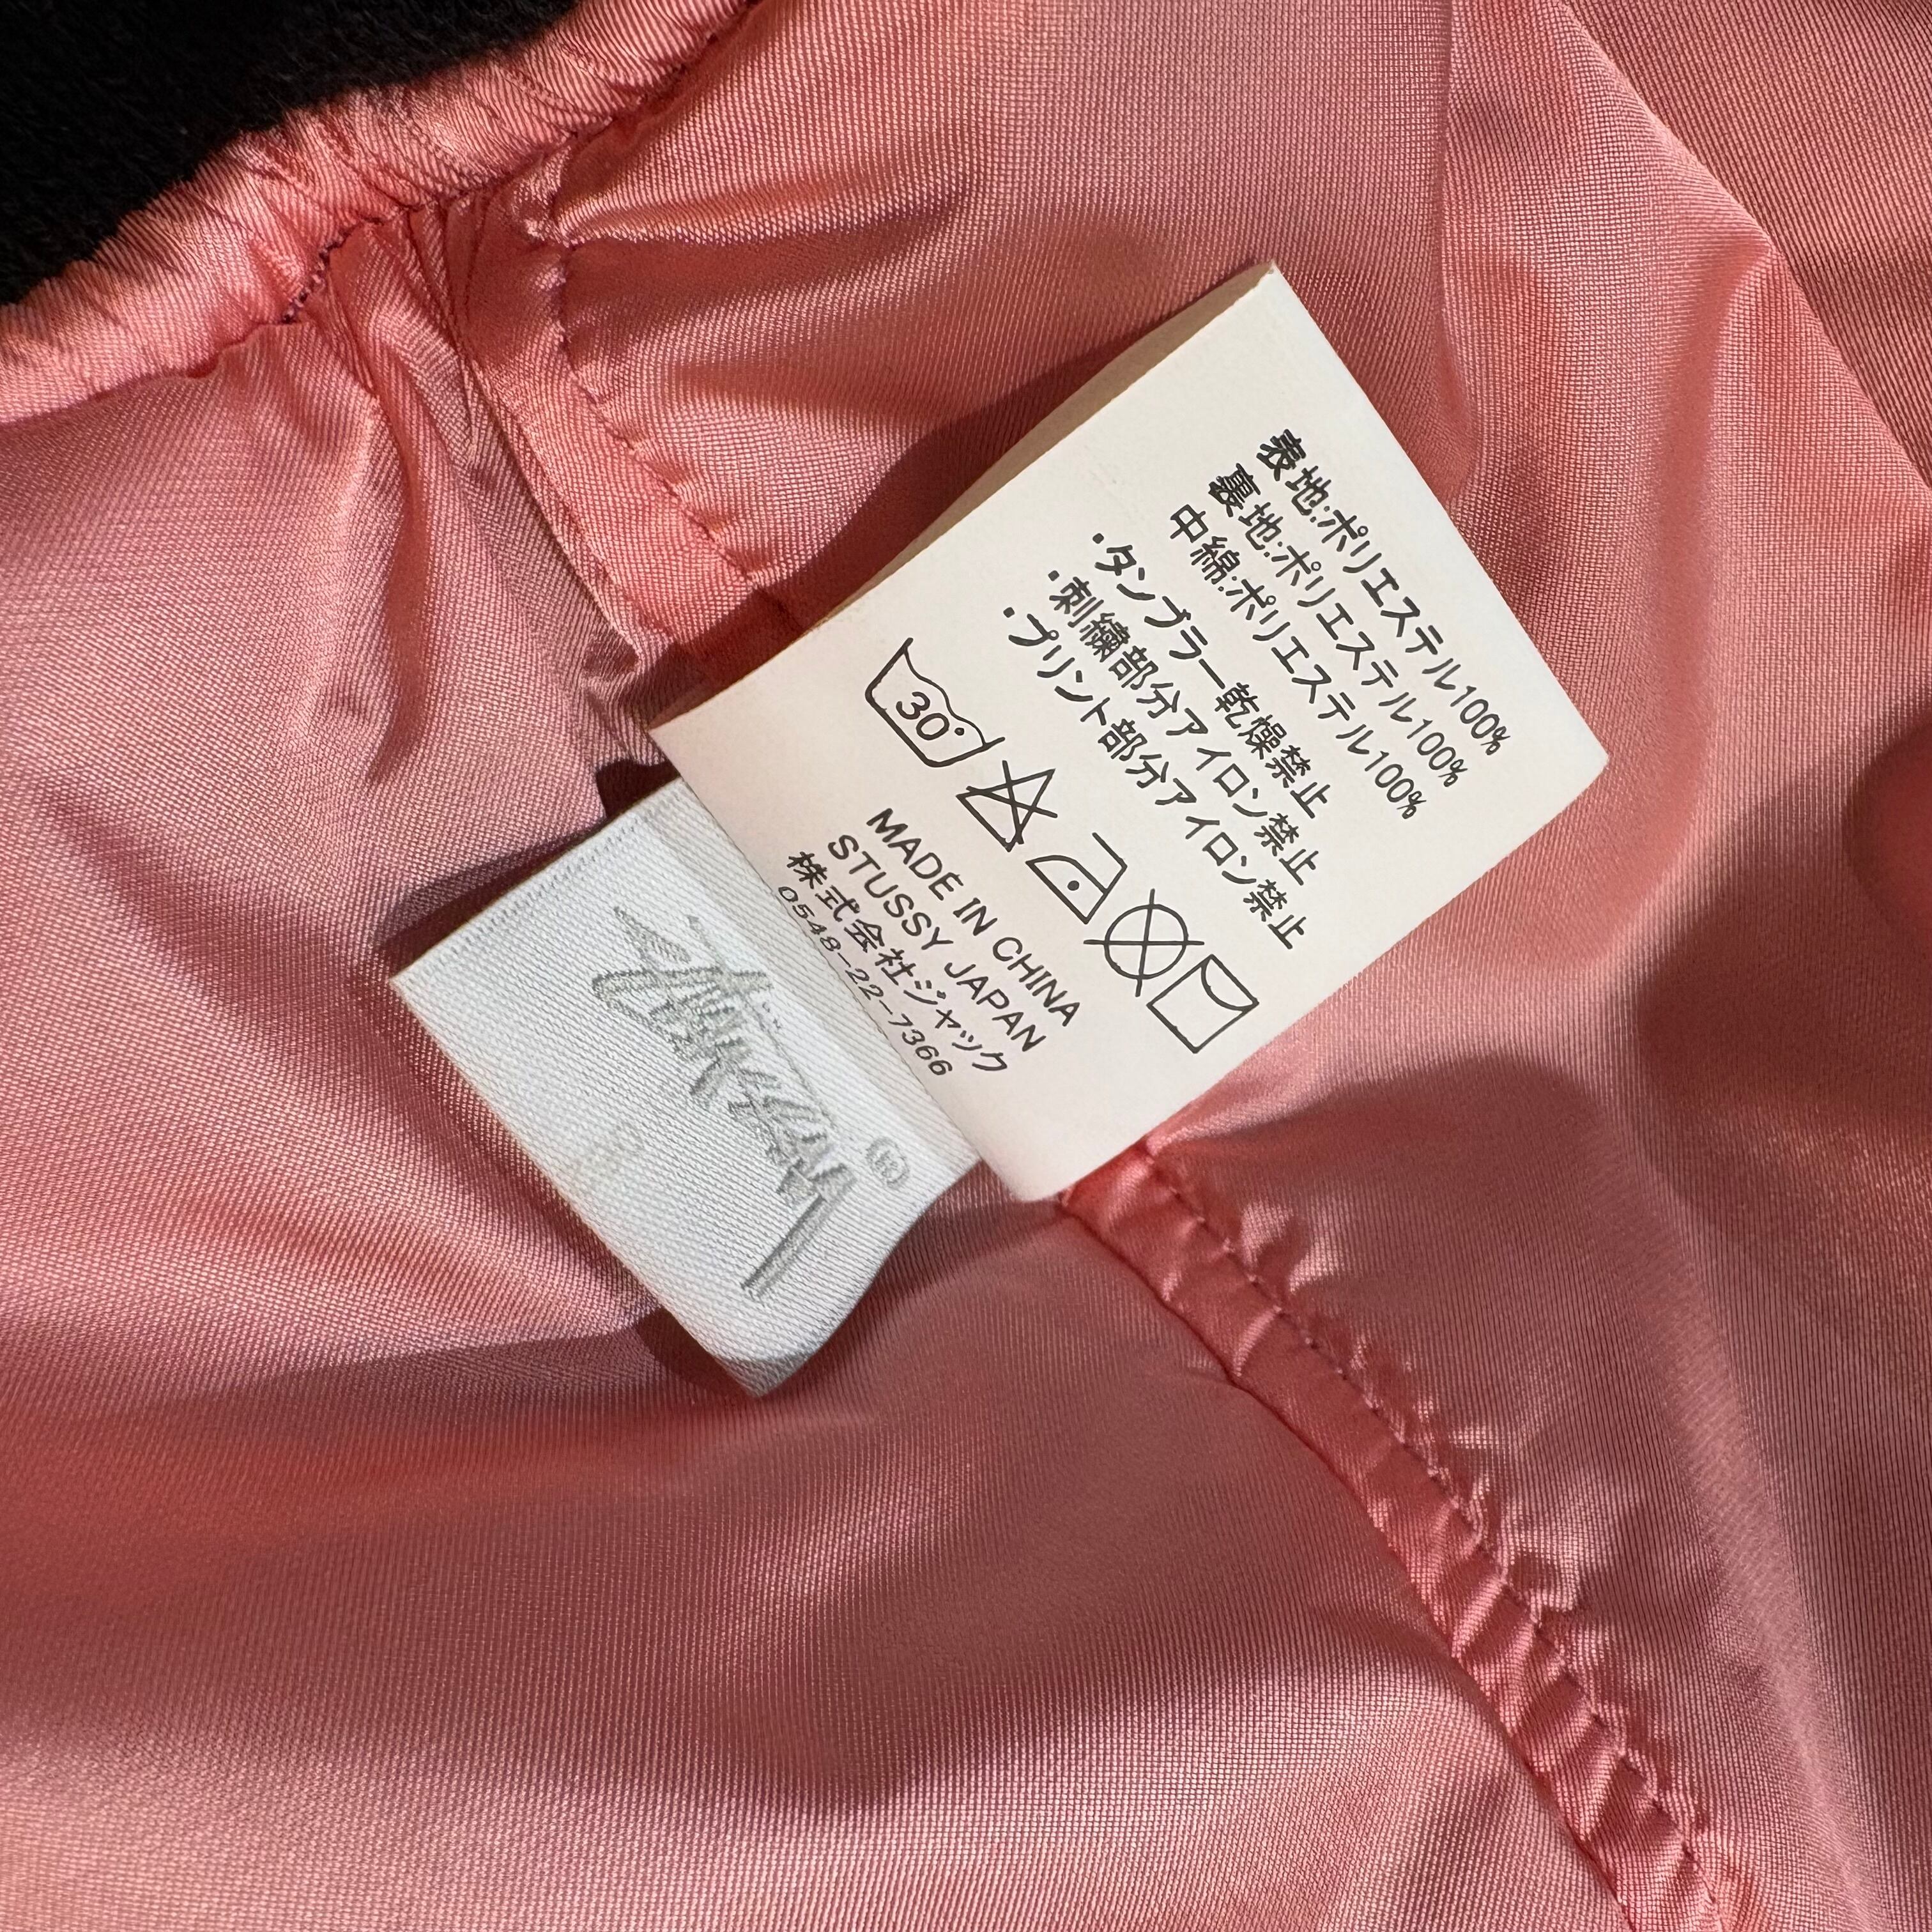 表地:ポリエステル100%
裏地:ポリエステル100%
中綿:ポリエステル100%
・タンブラー乾燥禁止
・刺繍部分アイロン禁止
・プリント部分アイロン禁止
30°
MADE IN CHINA
STUSSY JAPAN
株式会社ジャック
0548-22-7366
Stüssy ®